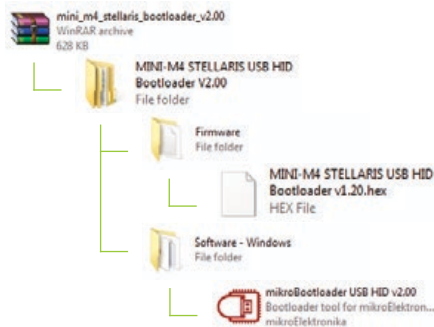 mini_m4_stellaris_bootloader_v2.00
WinRAR archive
628 KB
MINI-M4 STELLARIS USB HID
Bootloader V2.00
File folder
Firmware
File folder
MINI-M4 STELLARIS USB HID
Bootloader v1.20.hex
HEX File
Software - Windows
File folder
mikroBootloader USB HID v2.00
Bootloader tool for mikroElektron...
mikroElektronika